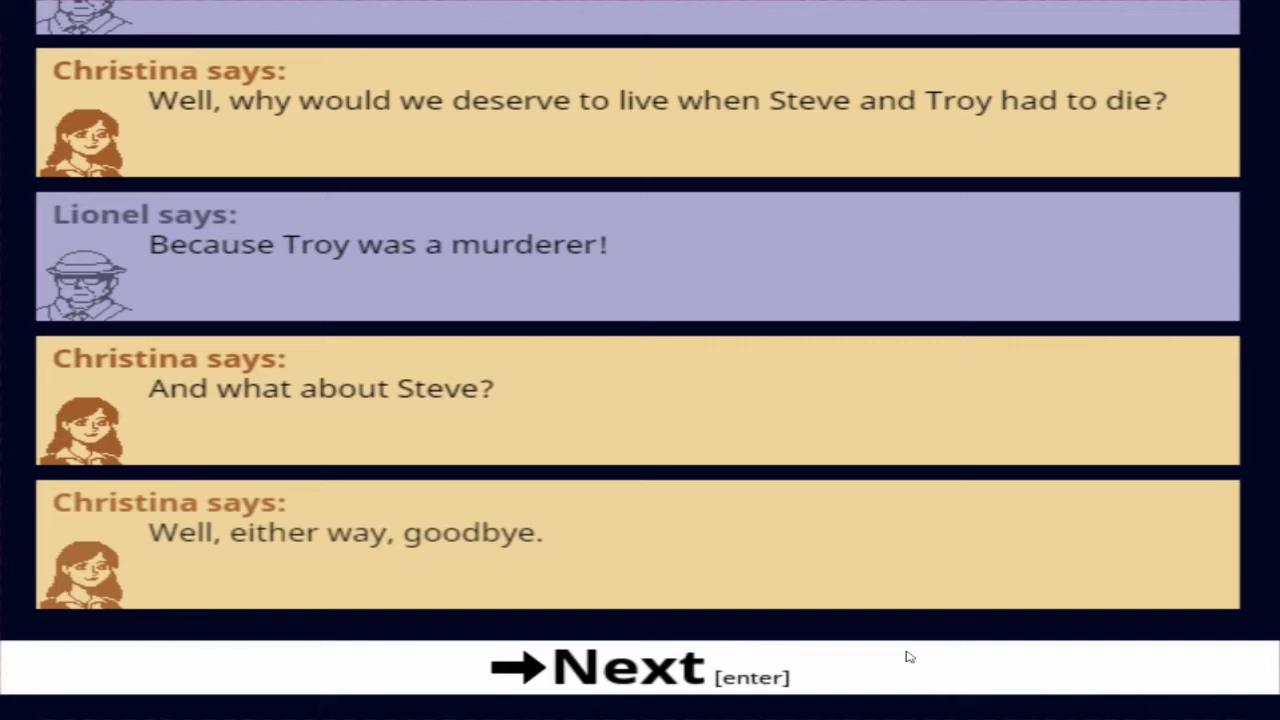 Christina says:
Well, why would we deserve to live when Steve and Troy had to die?
Lionel says:
Because Troy was a murderer!
Christina says:
And what about Steve?
Christina says:
Well, either way, goodbye.
➡Next [enter]